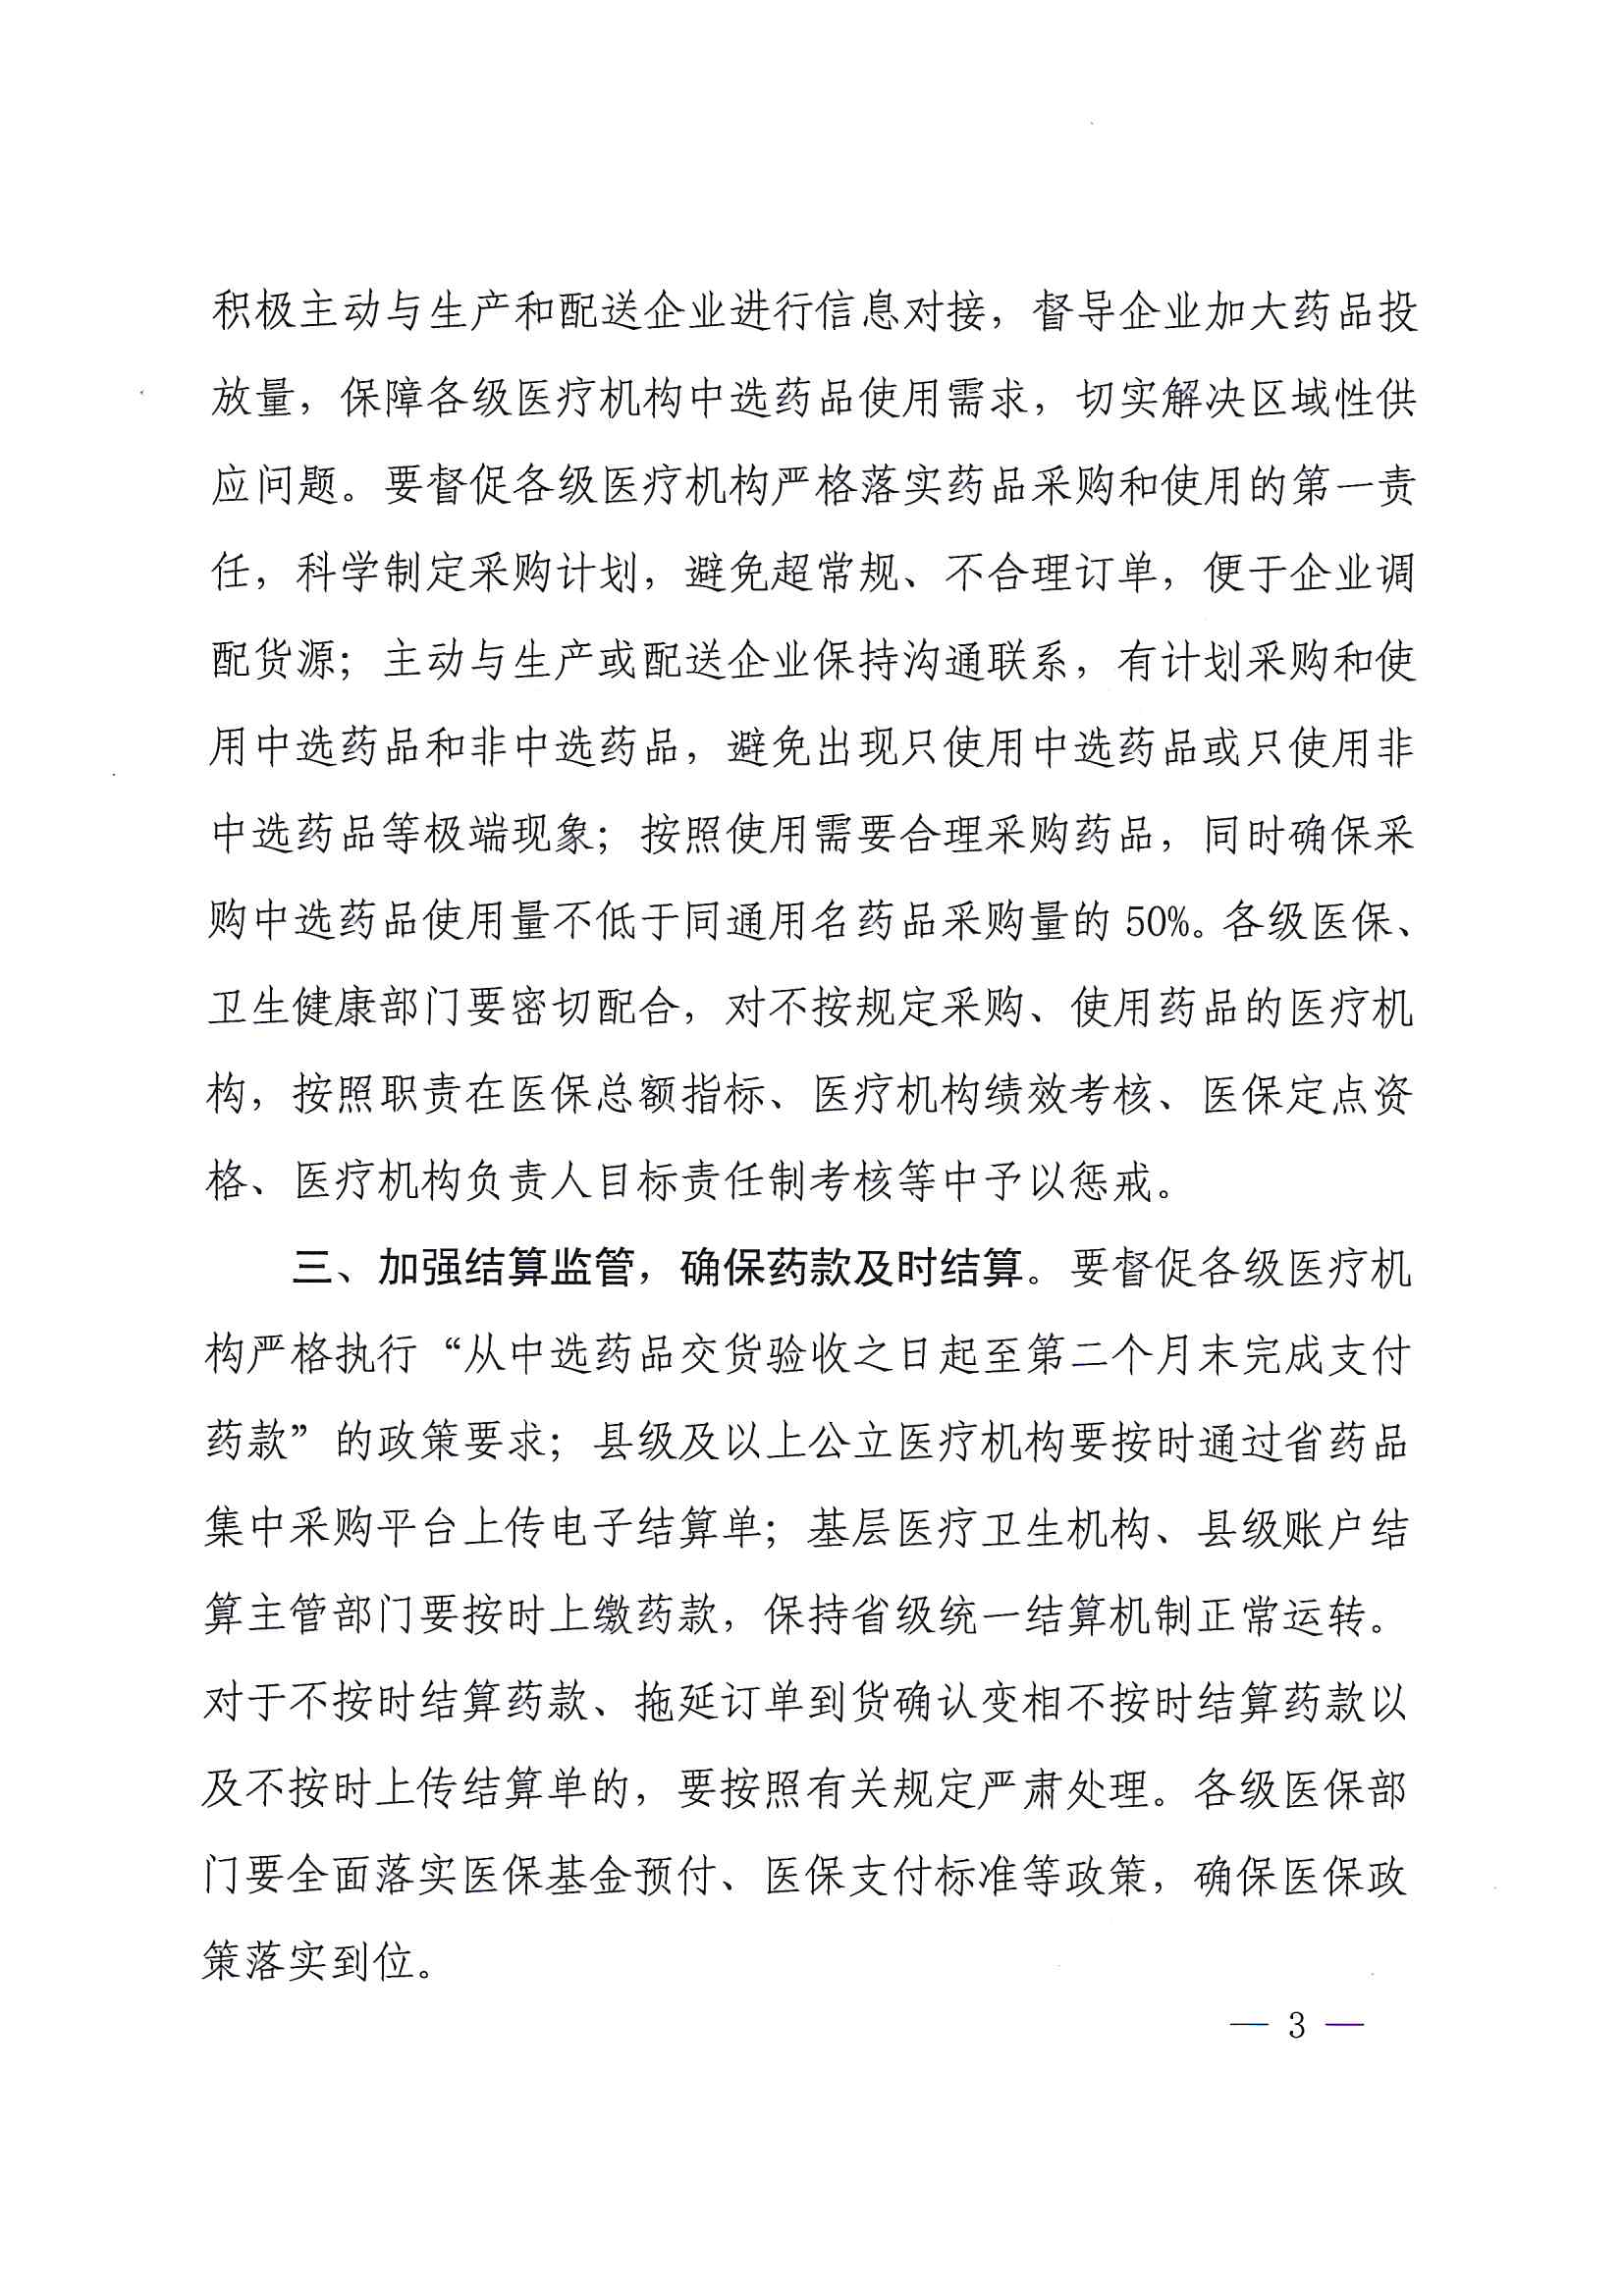 积极主动与生产和配送企业进行信息对接，督导企业加大药品投
放量，保障各级医疗机构中选药品使用需求，切实解决区域性供
应问题。要督促各级医疗机构严格落实药品采购和使用的第一责
任，科学制定采购计划，避免超常规、不合理订单，便于企业调
配货源；主动与生产或配送企业保持沟通联系，有计划采购和使
用中选药品和非中选药品，避免出现只使用中选药品或只使用非
中选药品等极端现象；按照使用需要合理采购药品，同时确保采
购中选药品使用量不低于同通用名药品采购量的 50%。各级医保、
卫生健康部门要密切配合，对不按规定采购、使用药品的医疗机
构，按照职责在医保总额指标、医疗机构绩效考核、医保定点资
格、医疗机构负责人目标责任制考核等中予以惩戒。
三、加强结算监管，确保药款及时结算。要督促各级医疗机
构严格执行“从中选药品交货验收之日起至第二个月末完成支付
药款”的政策要求；县级及以上公立医疗机构要按时通过省药品
集中采购平台上传电子结算单；基层医疗卫生机构、县级账户结
算主管部门要按时上缴药款，保持省级统一结算机制正常运转。
对于不按时结算药款、拖延订单到货确认变相不按时结算药款以
及不按时上传结算单的，要按照有关规定严肃处理。各级医保部
门要全面落实医保基金预付、医保支付标准等政策，确保医保政
策落实到位。
— 3 —